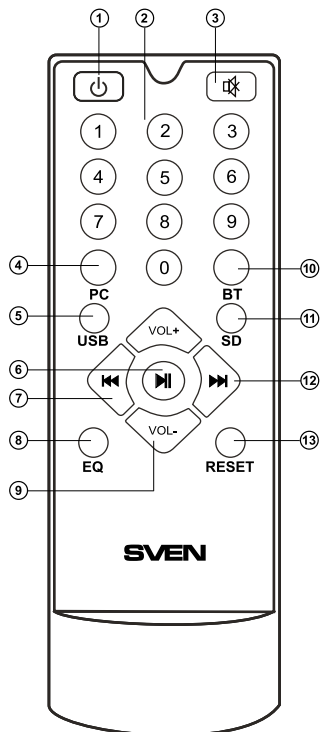 ① ② ③
1 2 3
4 5 6
7 8 9
④ 0 ⑩
PC BT
⑤ ⑪
USB VOL+ SD
⑥
⑦ ⑫
⑧ VOL- ⑬
EQ RESET
⑨
SVEN